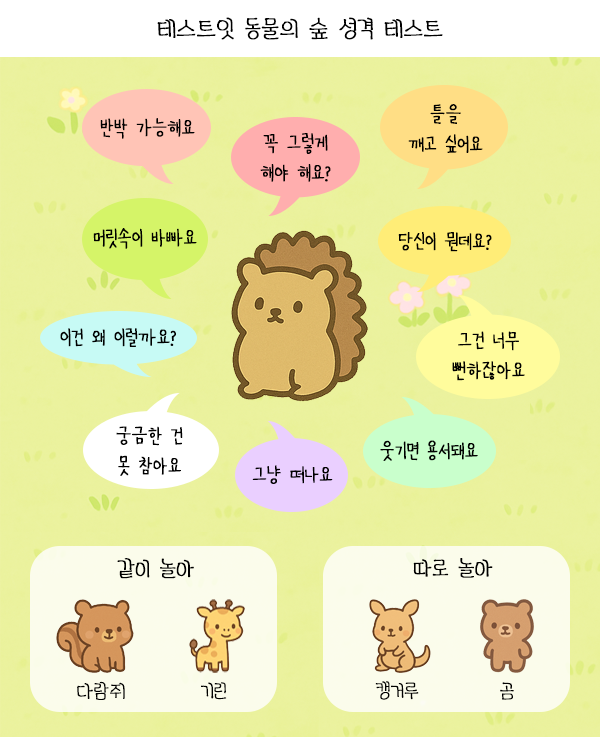 테스트잇 동물의 숲 성격 테스트
반박 가능해요
꼭 그렇게
해야 해요?
틀을
깨고 싶어요
머릿속이 바빠요
당신이 뭔데요?
이건 왜 이럴까요?
그건 너무
뻔하잖아요
궁금한 건
못 참아요
그냥 떠나요
웃기면 용서돼요
같이 놀아
다람쥐
기린
따로 놀아
캥거루
곰